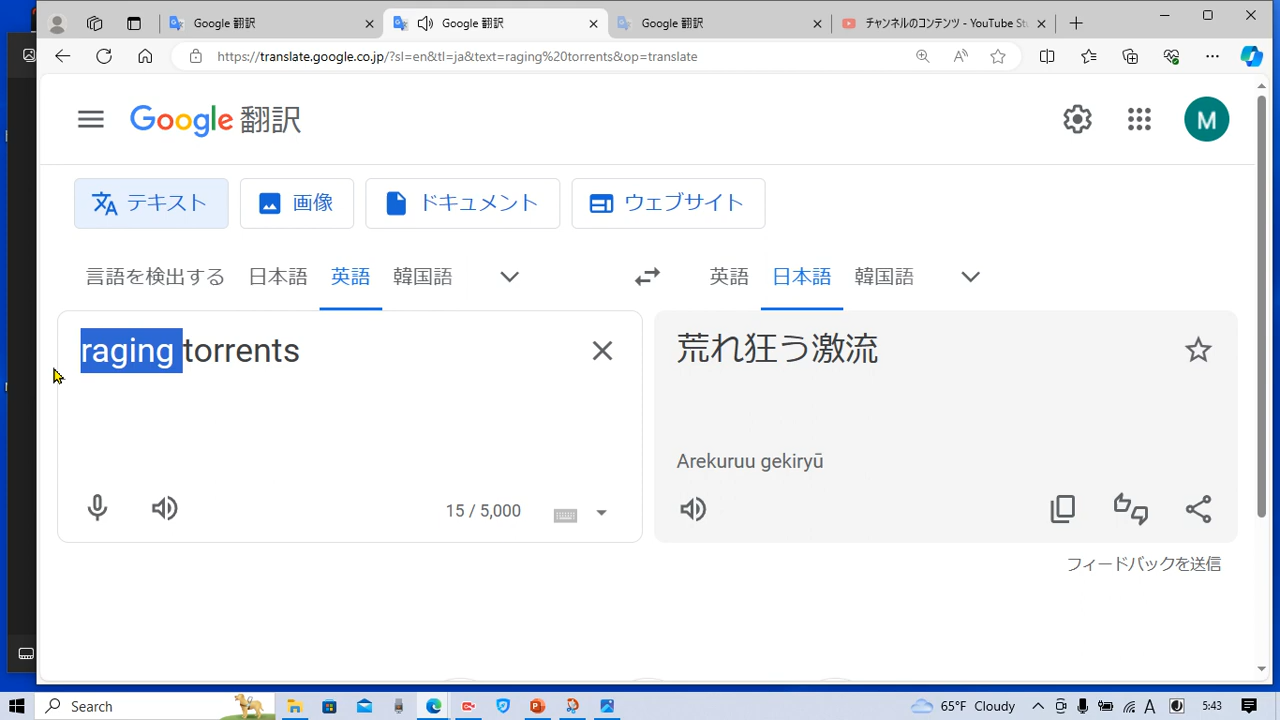 Google 翻訳
Google 翻訳
Google 翻訳
チャンネルのコンテンツ - YouTube Stu
https://translate.google.co.jp/?sl=en&tl=ja&text=raging%20torrents&op=translate
Google 翻訳
M
テキスト
画像
ドキュメント
ウェブサイト
言語を検出する
日本語
英語
韓国語
英語
日本語
韓国語
raging torrents
荒れ狂う激流
Arekuruu gekiryū
15 / 5,000
フィードバックを送信
Search
65°F Cloudy
A
5:43